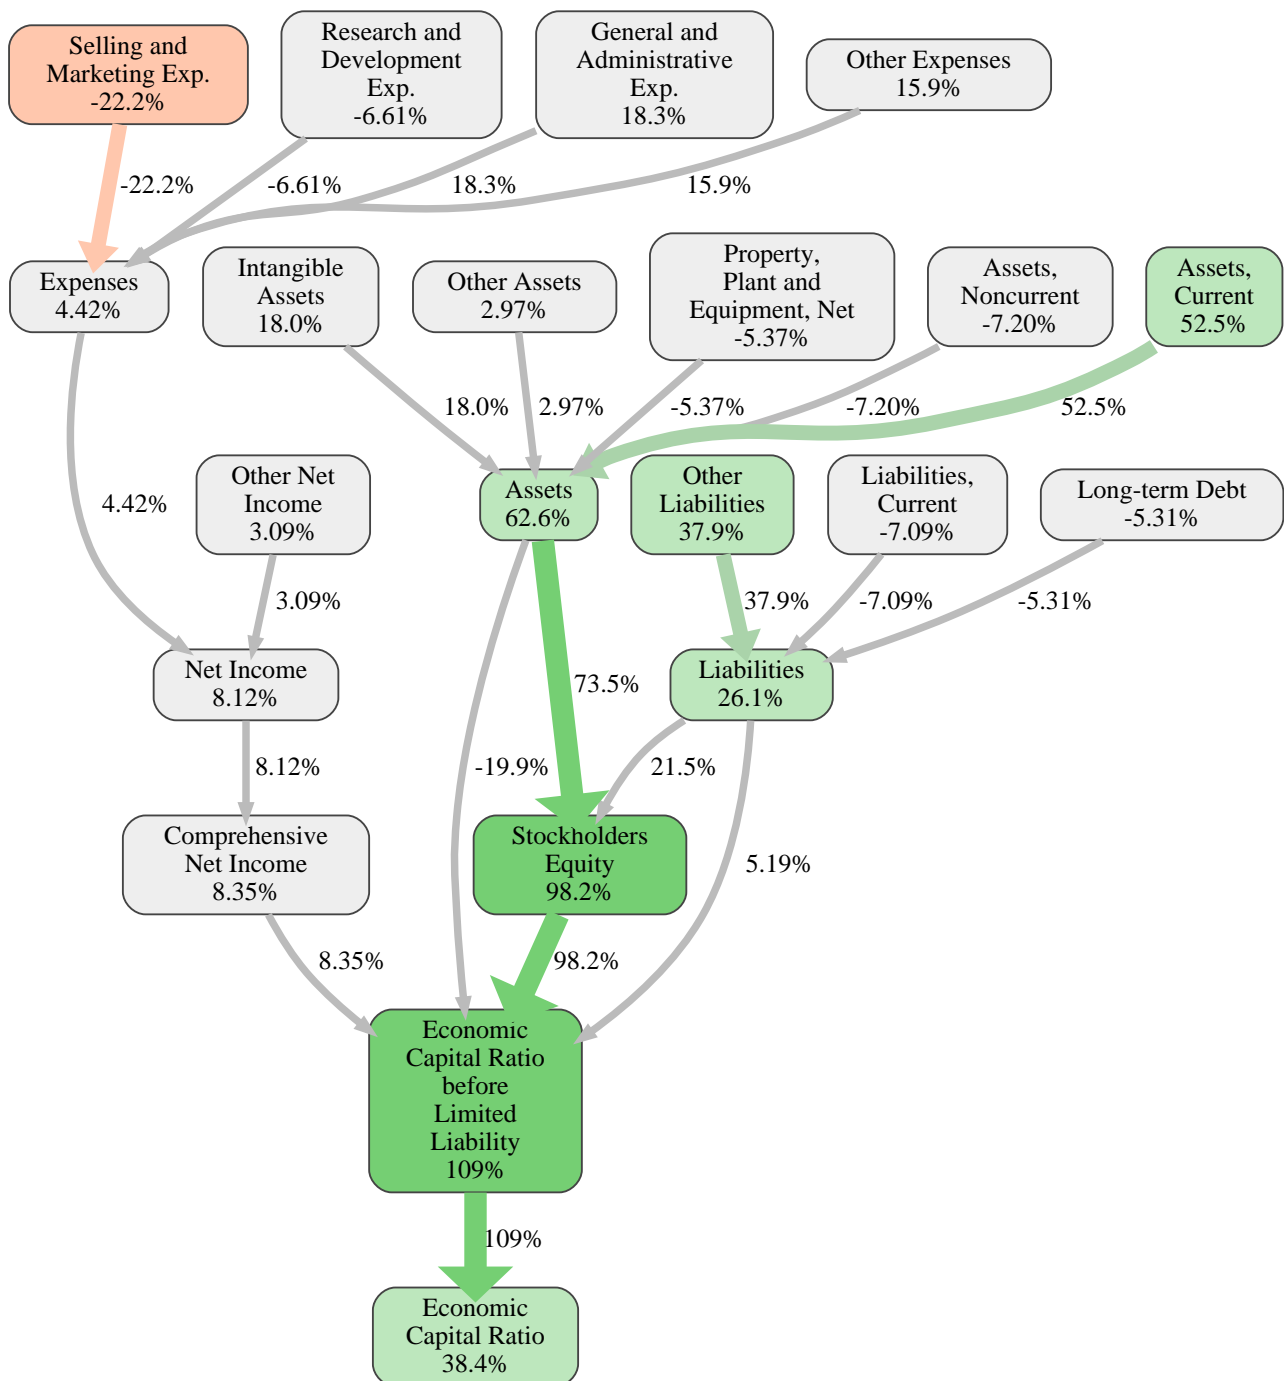 Selling and
Marketing Exp.
-22.2%
Research and
Development
Exp.
-6.61%
General and
Administrative
Exp.
18.3%
Other Expenses
15.9%
-22.2%
-6.61%
18.3%
15.9%
Expenses
4.42%
Intangible
Assets
18.0%
Other Assets
2.97%
Property,
Plant and
Equipment, Net
-5.37%
Assets,
Noncurrent
-7.20%
Assets,
Current
52.5%
18.0%
2.97%
-5.37%
-7.20%
52.5%
4.42%
Other Net
Income
3.09%
Assets
62.6%
Other
Liabilities
37.9%
Liabilities,
Current
-7.09%
Long-term Debt
-5.31%
3.09%
37.9%
-7.09%
-5.31%
Net Income
8.12%
73.5%
Liabilities
26.1%
8.12%
-19.9%
21.5%
Comprehensive
Net Income
8.35%
Stockholders
Equity
98.2%
5.19%
8.35%
98.2%
Economic
Capital Ratio
before
Limited
Liability
109%
109%
Economic
Capital Ratio
38.4%